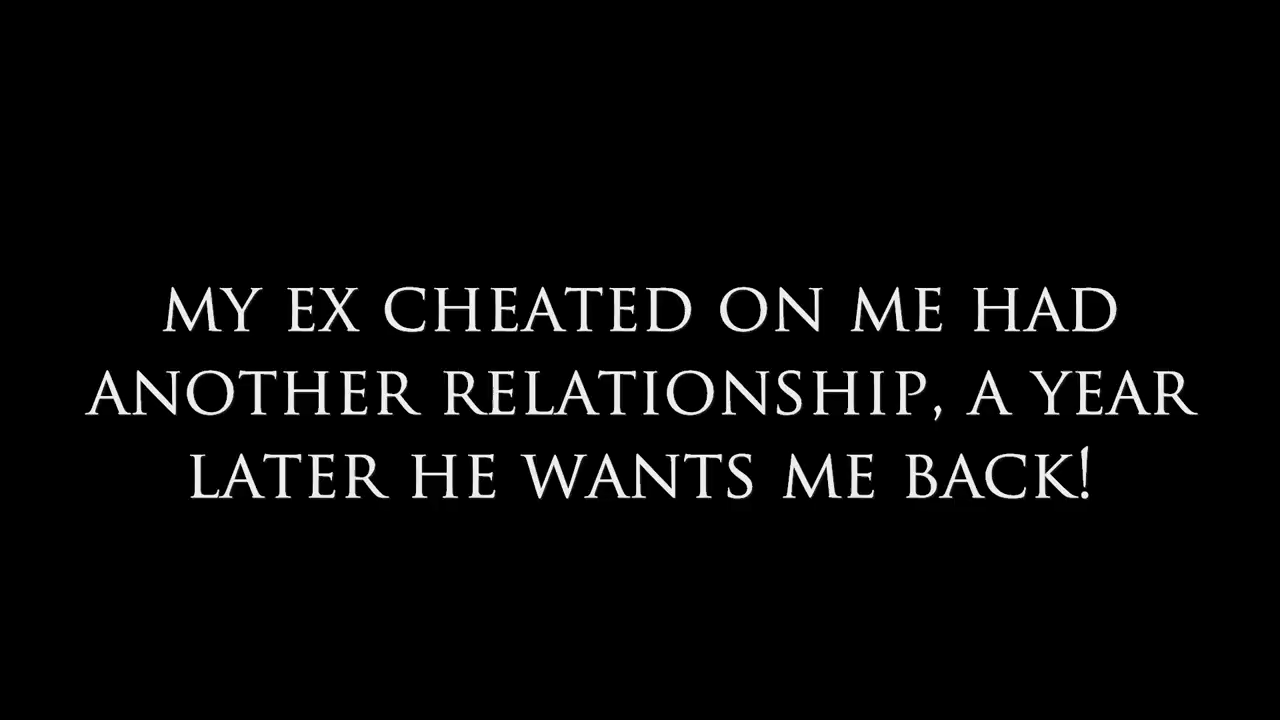 MY EX CHEATED ON ME HAD
ANOTHER RELATIONSHIP, A YEAR
LATER HE WANTS ME BACK!